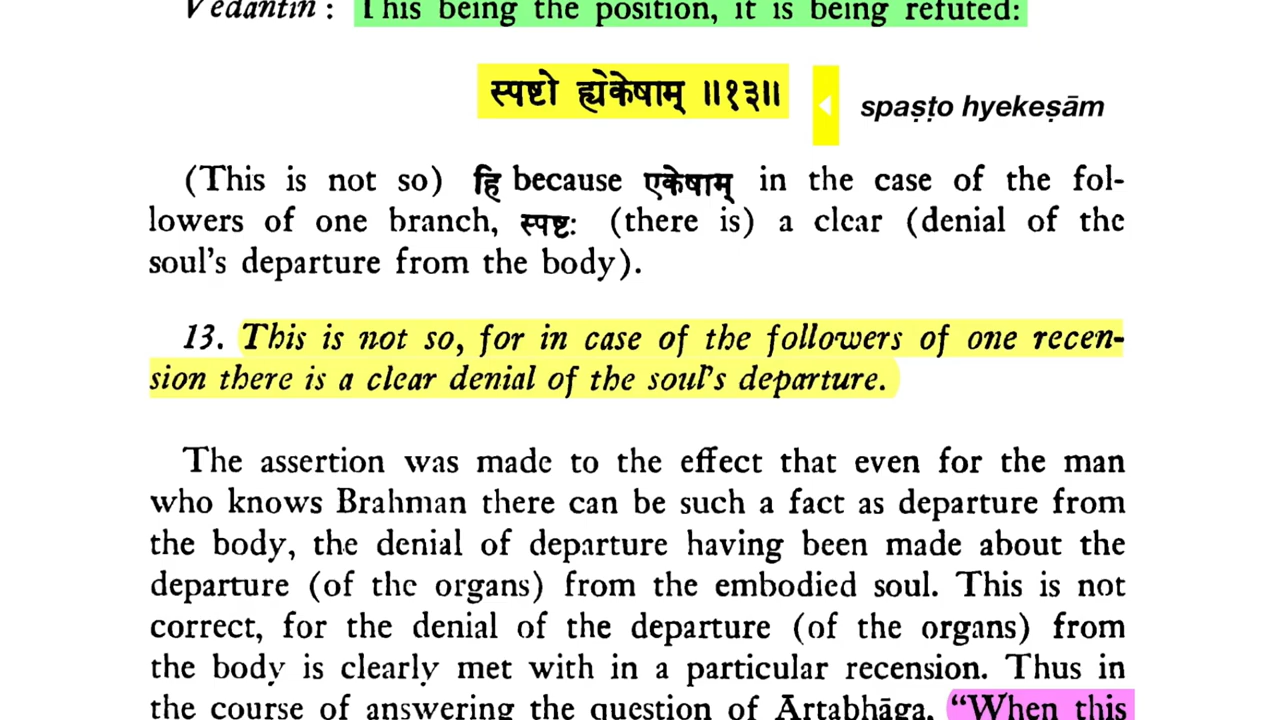 Vedantin : This being the position, it is being refuted:
स्पष्टो ह्येकेषाम् ॥१३॥ spaṣṭo hyekeṣām
(This is not so) हि because एकेषाम् in the case of the fol-
lowers of one branch, स्पष्ट: (there is) a clear (denial of the
soul's departure from the body).
13. This is not so, for in case of the followers of one recen-
sion there is a clear denial of the soul's departure.
The assertion was made to the effect that even for the man
who knows Brahman there can be such a fact as departure from
the body, the denial of departure having been made about the
departure (of the organs) from the embodied soul. This is not
correct, for the denial of the departure (of the organs) from
the body is clearly met with in a particular recension. Thus in
the course of answering the question of Ārtabhāga, “When this